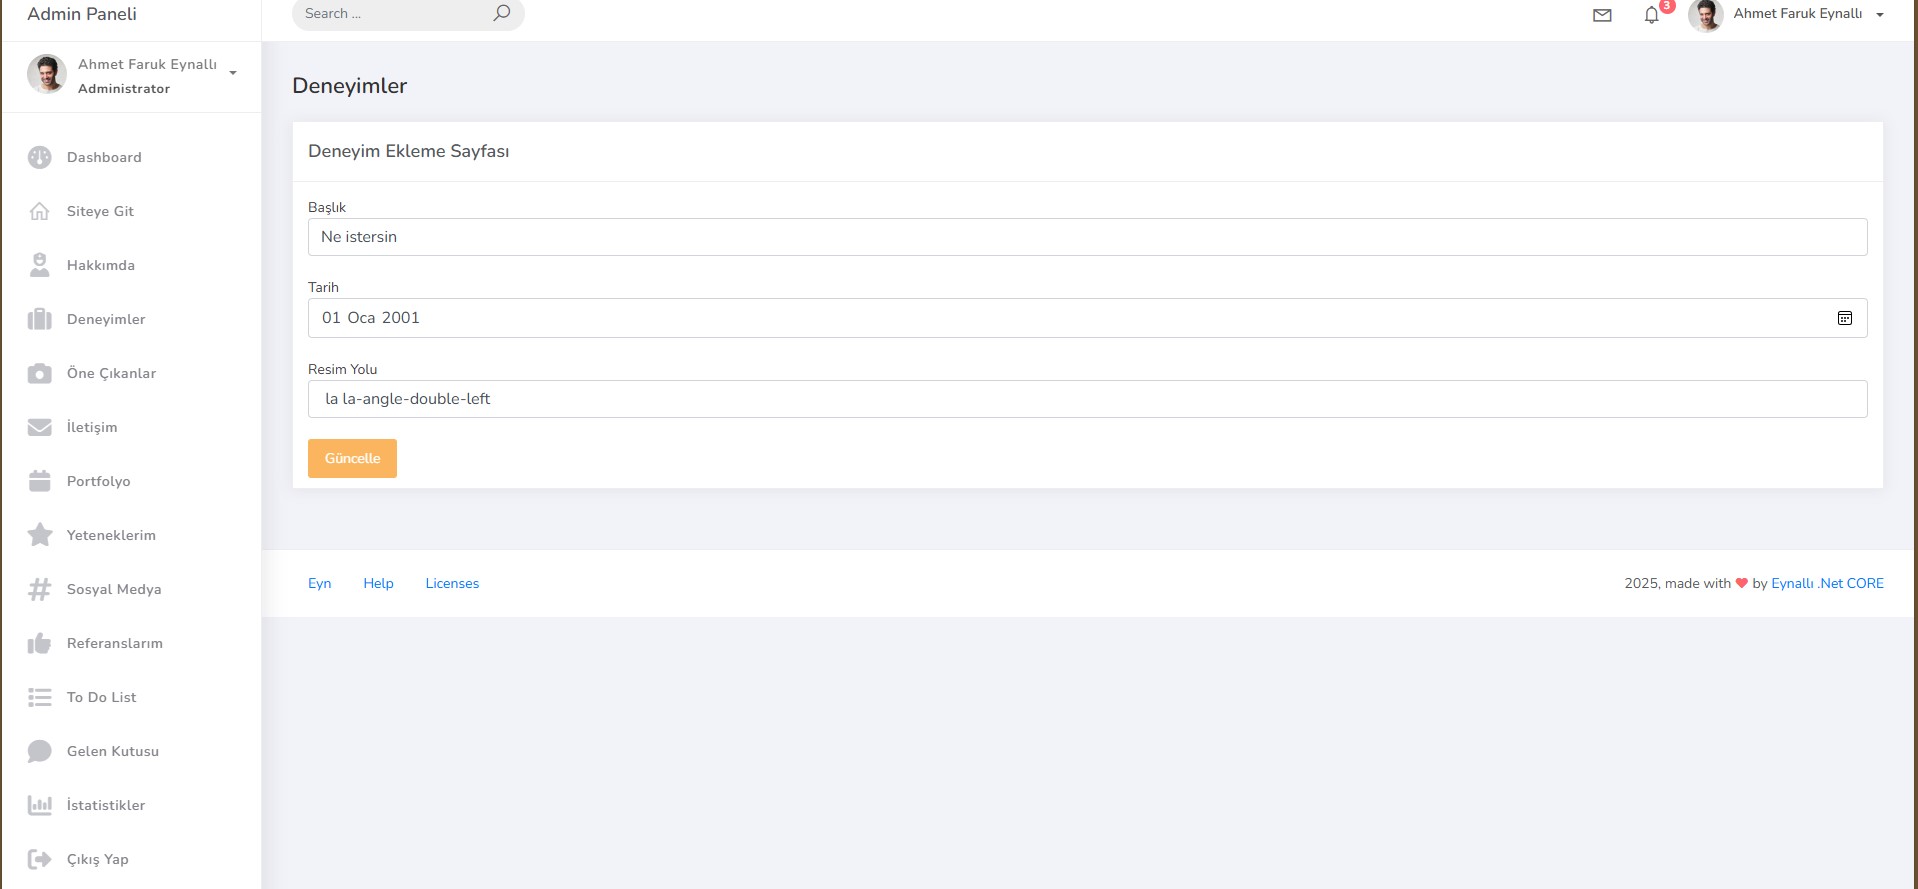 Admin Paneli
Search ...
3
Ahmet Faruk Eynallı
Ahmet Faruk Eynallı
Administrator
Dashboard
Siteye Git
Hakkımda
Deneyimler
Öne Çıkanlar
İletişim
Portfolyo
Yeteneklerim
Sosyal Medya
Referanslarım
To Do List
Gelen Kutusu
İstatistikler
Çıkış Yap
Deneyimler
Deneyim Ekleme Sayfası
Başlık
Ne istersin
Tarih
01 Oca 2001
Resim Yolu
la la-angle-double-left
Güncelle
Eyn Help Licenses
2025, made with ❤ by Eynallı .Net CORE